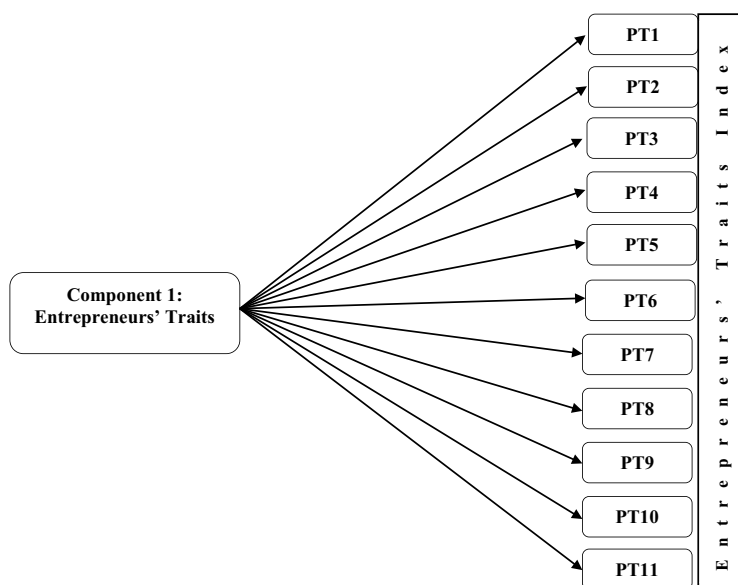 Component 1:
Entrepreneurs’ Traits
PT1
PT2
PT3
PT4
PT5
PT6
PT7
PT8
PT9
PT10
PT11
Entrepreneurs’ Traits Index